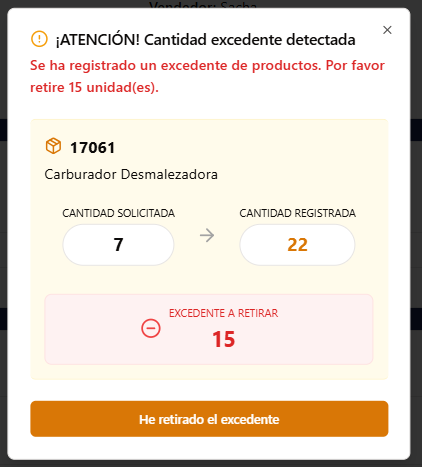 Vendedor: Sacha
¡ATENCIÓN! Cantidad excedente detectada
Se ha registrado un excedente de productos. Por favor
retire 15 unidad(es).
17061
Carburador Desmalezadora
CANTIDAD SOLICITADA
CANTIDAD REGISTRADA
7
22
EXCEDENTE A RETIRAR
15
He retirado el excedente